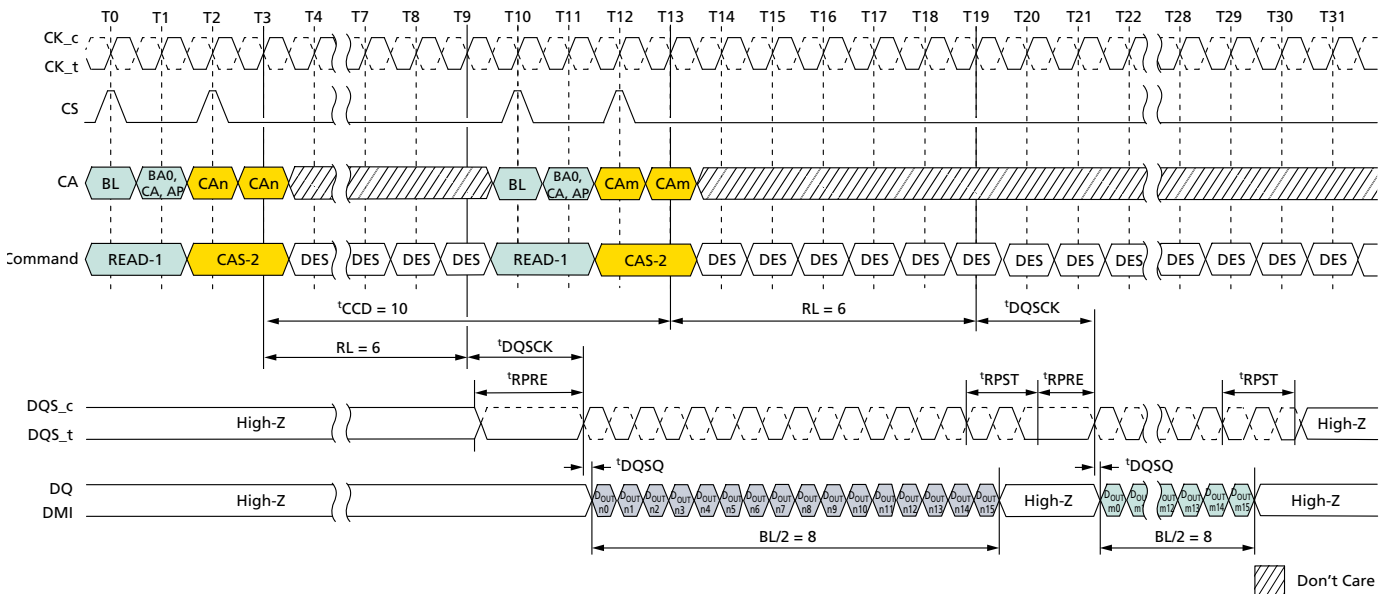 T0 T1 T2 T3 T4 T7 T8 T9 T10 T11 T12 T13 T14 T15 T16 T17 T18 T19 T20 T21 T22 T28 T29 T30 T31
CK_c
CK_t
CS
CA BL BA0, CA, AP CAn CAn BL BA0, CA, AP CAm CAm
Command READ-1 CAS-2 DES DES DES DES READ-1 CAS-2 DES DES DES DES DES DES DES DES DES DES DES DES DES
tCCD = 10 RL = 6 tDQSCK
RL = 6 tDQSCK
tRPRE tRPST tRPRE tRPST
DQS_c
DQS_t High-Z High-Z
tDQSQ tDQSQ
DQ
DMI High-Z DOUT n0 DOUT n1 DOUT n2 DOUT n3 DOUT n4 DOUT n5 DOUT n6 DOUT n7 DOUT n8 DOUT n9 DOUT n10 DOUT n11 DOUT n12 DOUT n13 DOUT n14 DOUT n15 High-Z DOUT m0 DOUT m1 DOUT m12 DOUT m13 DOUT m14 DOUT m15 High-Z
BL/2 = 8 BL/2 = 8
Don't Care